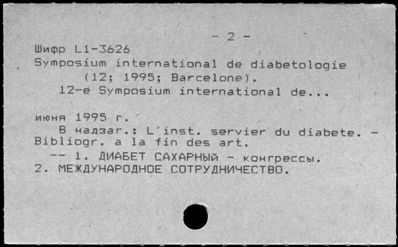 - 2 -
Шифр L1-3626
Symposium international de diabetologie
(12; 1995; Barcelone).
12-e Symposium international de...
июня 1995 г.
В надзаг.: L'inst. servier du diabete. -
Bibliogr. a la fin des art.
-- 1. ДИАБЕТ САХАРНЫЙ - конгрессы.
2. МЕЖДУНАРОДНОЕ СОТРУДНИЧЕСТВО.